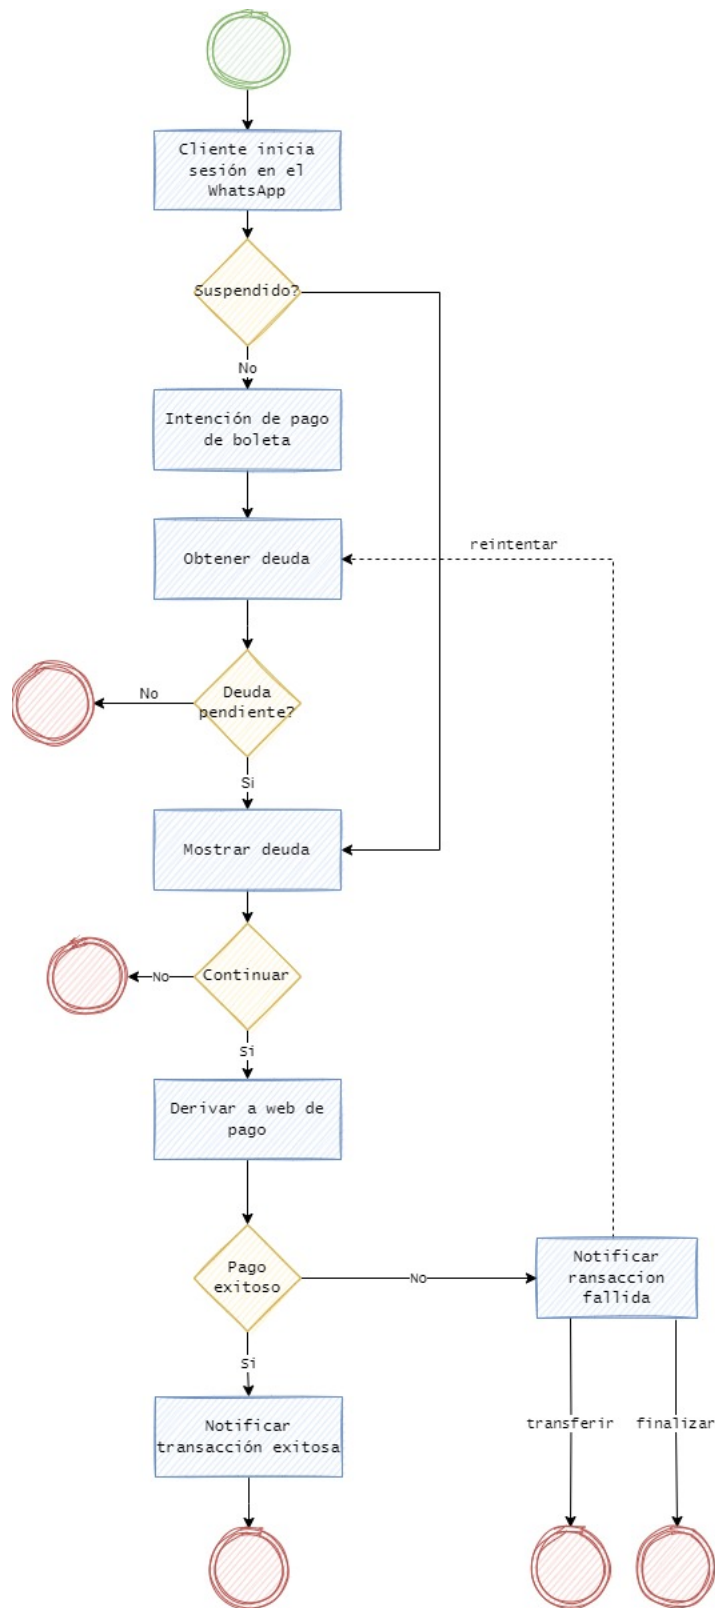 Cliente inicia
sesión en el
WhatsApp
Suspendido?
No
Intención de pago
de boleta
Obtener deuda
reintentar
Deuda
pendiente?
No
Si
Mostrar deuda
Continuar
No
Si
Derivar a web de
pago
Pago
exitoso
No
Notificar
ransaccion
fallida
Si
Notificar
transacción exitosa
transferir
finalizar